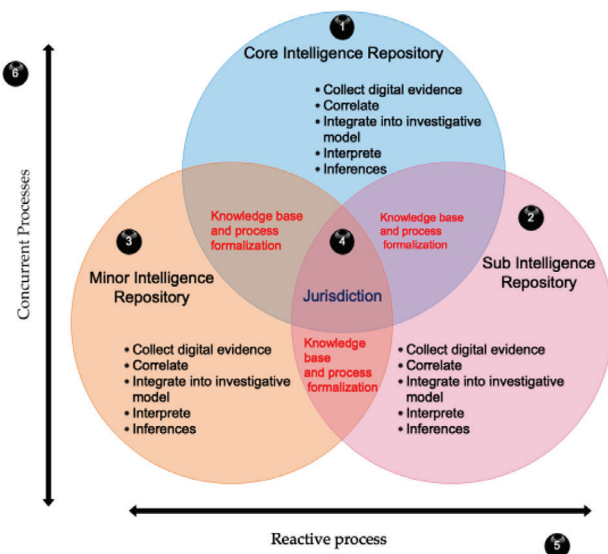 1
Core Intelligence Repository
• Collect digital evidence
• Correlate
• Integrate into investigative
model
• Interprete
• Inferences
6
Concurrent Processes
Knowledge base
and process
formalization
Knowledge base
and process
formalization
2
Sub Intelligence
Repository
3
Minor Intelligence
Repository
4
Jurisdiction
Knowledge
base
and process
formalization
• Collect digital evidence
• Correlate
• Integrate into investigative
model
• Interprete
• Inferences
• Collect digital evidence
• Correlate
• Integrate into investigative
model
• Interprete
• Inferences
Reactive process
5